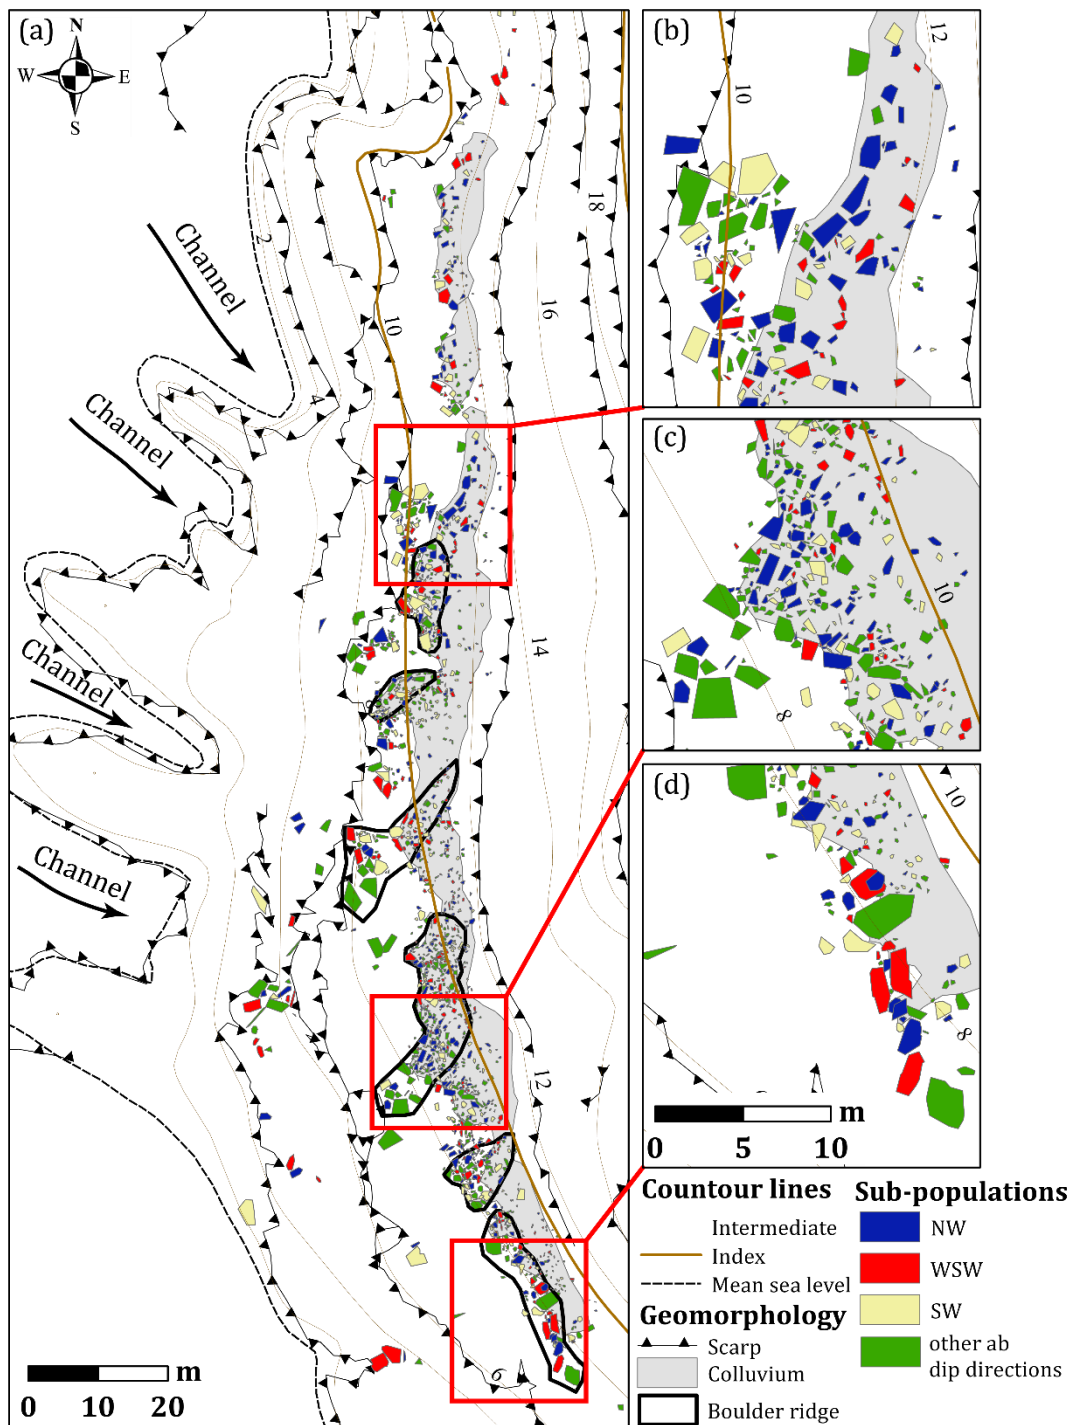 (a)
N
W E
S
2
4
10
16
18
14
12
8
6
Channel
Channel
Channel
Channel
0 10 20 m
(b)
10
12
(c)
10
8
(d)
10
8
0 5 10 m
Countour lines
Intermediate
Index
Mean sea level
Geomorphology
Scarp
Colluvium
Boulder ridge
Sub-populations
NW
WSW
SW
other ab
dip directions